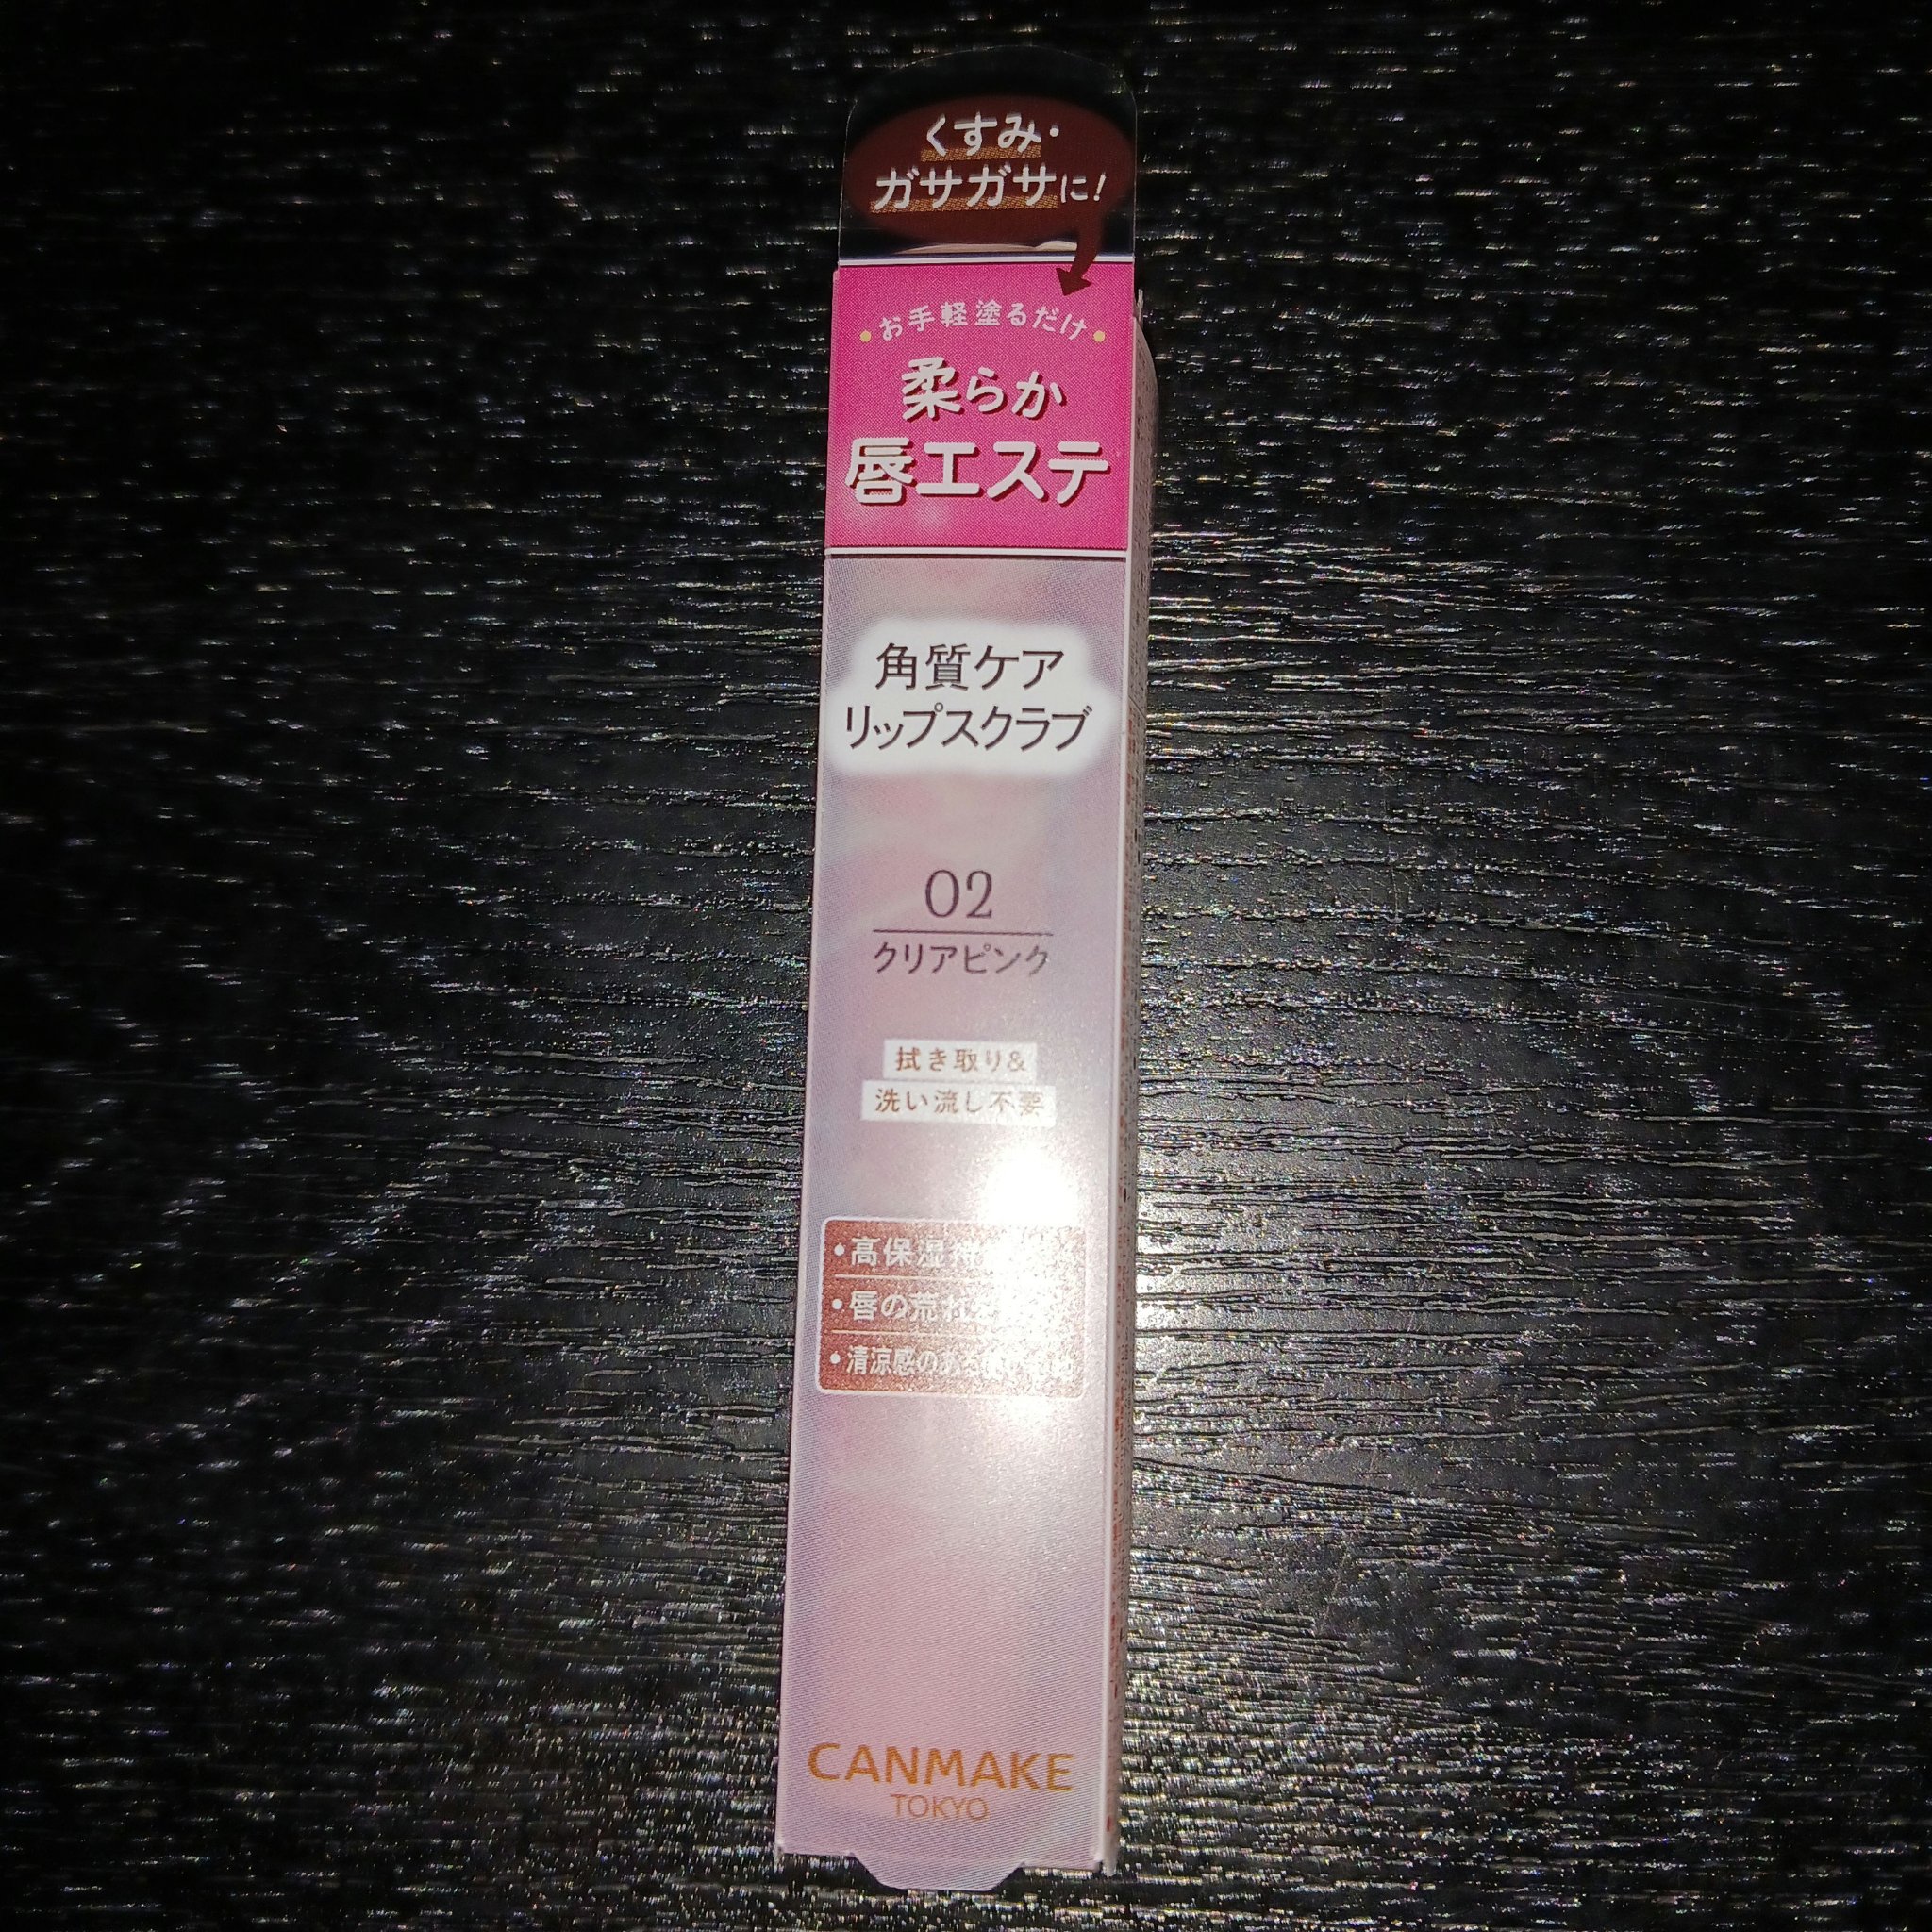 くすみ・
ガサガサに!
お手軽塗るだけ
柔らか
唇エステ
角質ケア
リップスクラブ
02
クリアピンク
拭き取り&
洗い流し不要
・高保湿
・唇の荒れ
・清涼感のある
CANMAKE
TOKYO